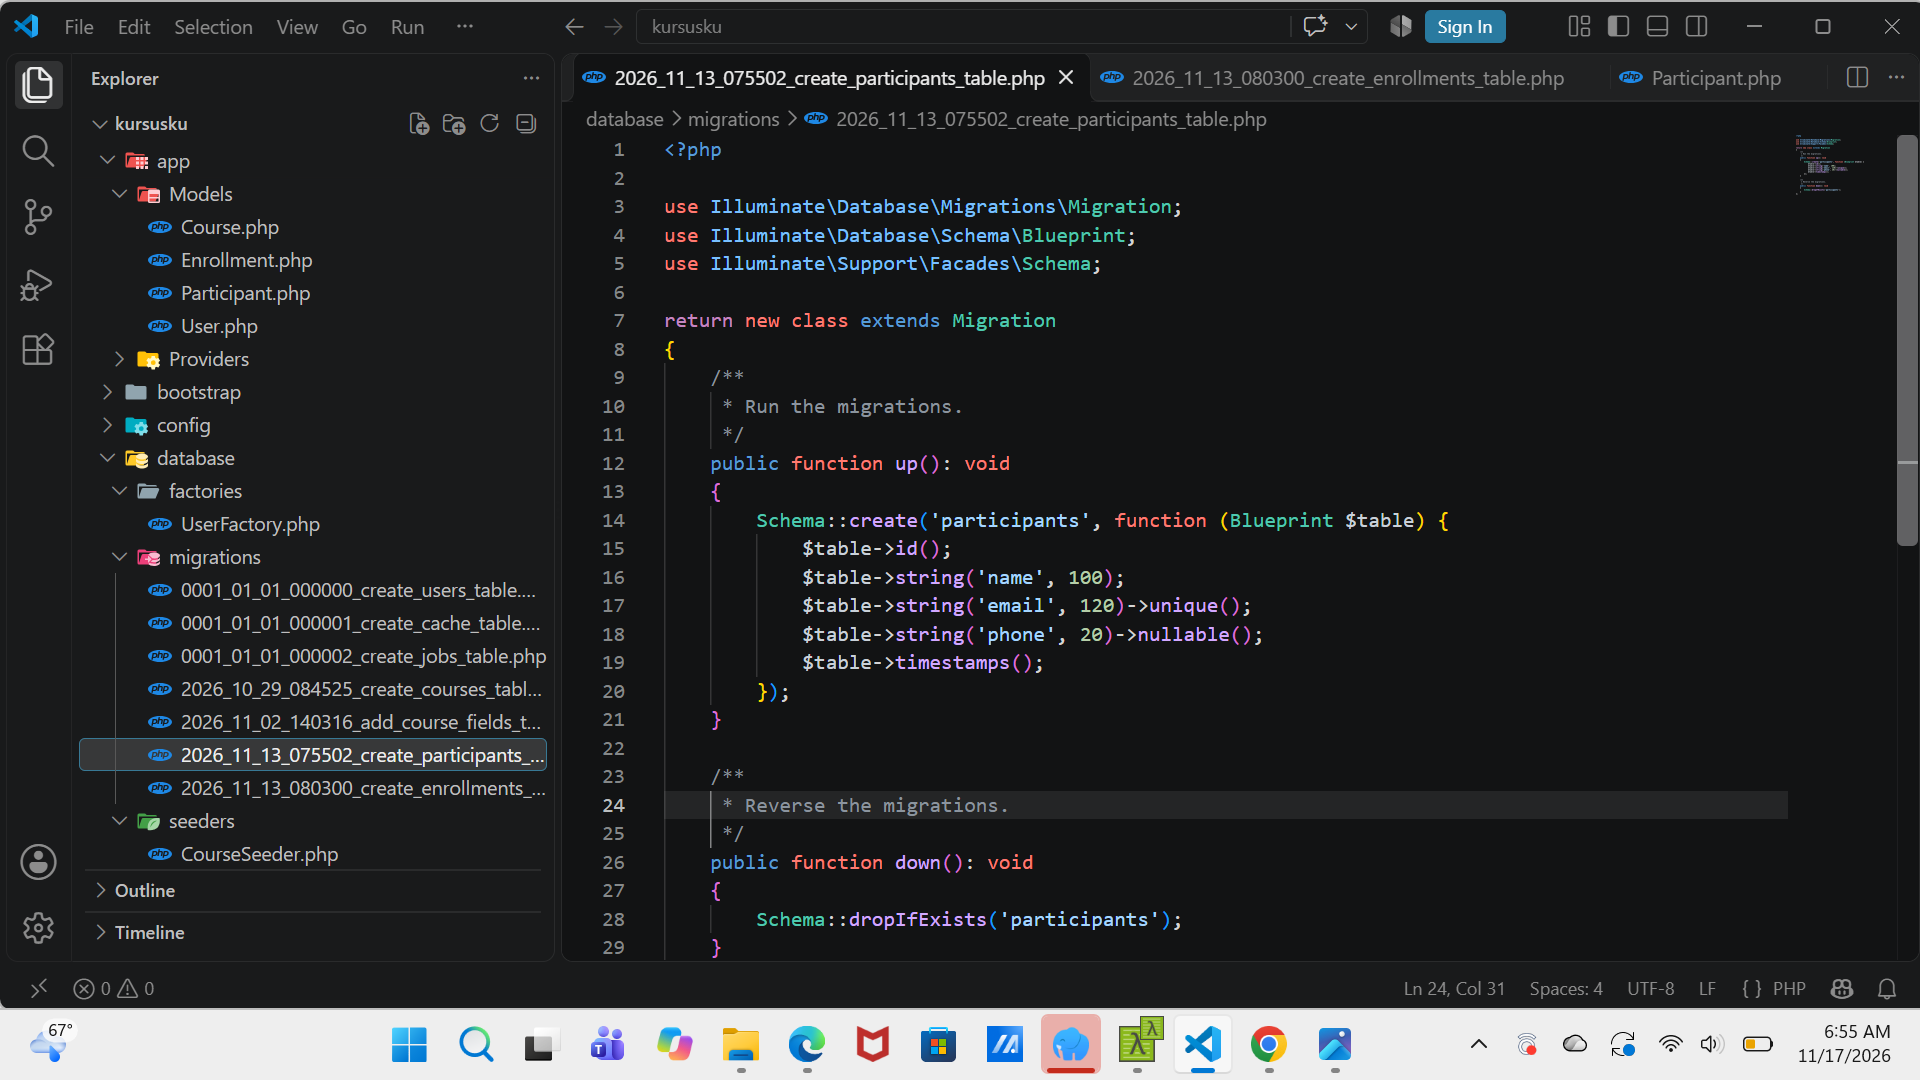 File Edit Selection View Go Run ··· kursusku Sign In
Explorer
kursusku
app
Models
Course.php
Enrollment.php
Participant.php
User.php
Providers
bootstrap
config
database
factories
UserFactory.php
migrations
0001_01_01_000000_create_users_table....
0001_01_01_000001_create_cache_table....
0001_01_01_000002_create_jobs_table.php
2026_10_29_084525_create_courses_tabl...
2026_11_02_140316_add_course_fields_t...
2026_11_13_075502_create_participants_...
2026_11_13_080300_create_enrollments_...
seeders
CourseSeeder.php
Outline
Timeline
2026_11_13_075502_create_participants_table.php 2026_11_13_080300_create_enrollments_table.php Participant.php
database > migrations > 2026_11_13_075502_create_participants_table.php
1 <?php
2
3 use Illuminate\Database\Migrations\Migration;
4 use Illuminate\Database\Schema\Blueprint;
5 use Illuminate\Support\Facades\Schema;
6
7 return new class extends Migration
8 {
9 /**
10 * Run the migrations.
11 */
12 public function up(): void
13 {
14 Schema::create('participants', function (Blueprint $table) {
15 $table->id();
16 $table->string('name', 100);
17 $table->string('email', 120)->unique();
18 $table->string('phone', 20)->nullable();
19 $table->timestamps();
20 });
21 }
22
23 /**
24 * Reverse the migrations.
25 */
26 public function down(): void
27 {
28 Schema::dropIfExists('participants');
29 }
0 0 Ln 24, Col 31 Spaces: 4 UTF-8 LF { } PHP
67° 6:55 AM
11/17/2026